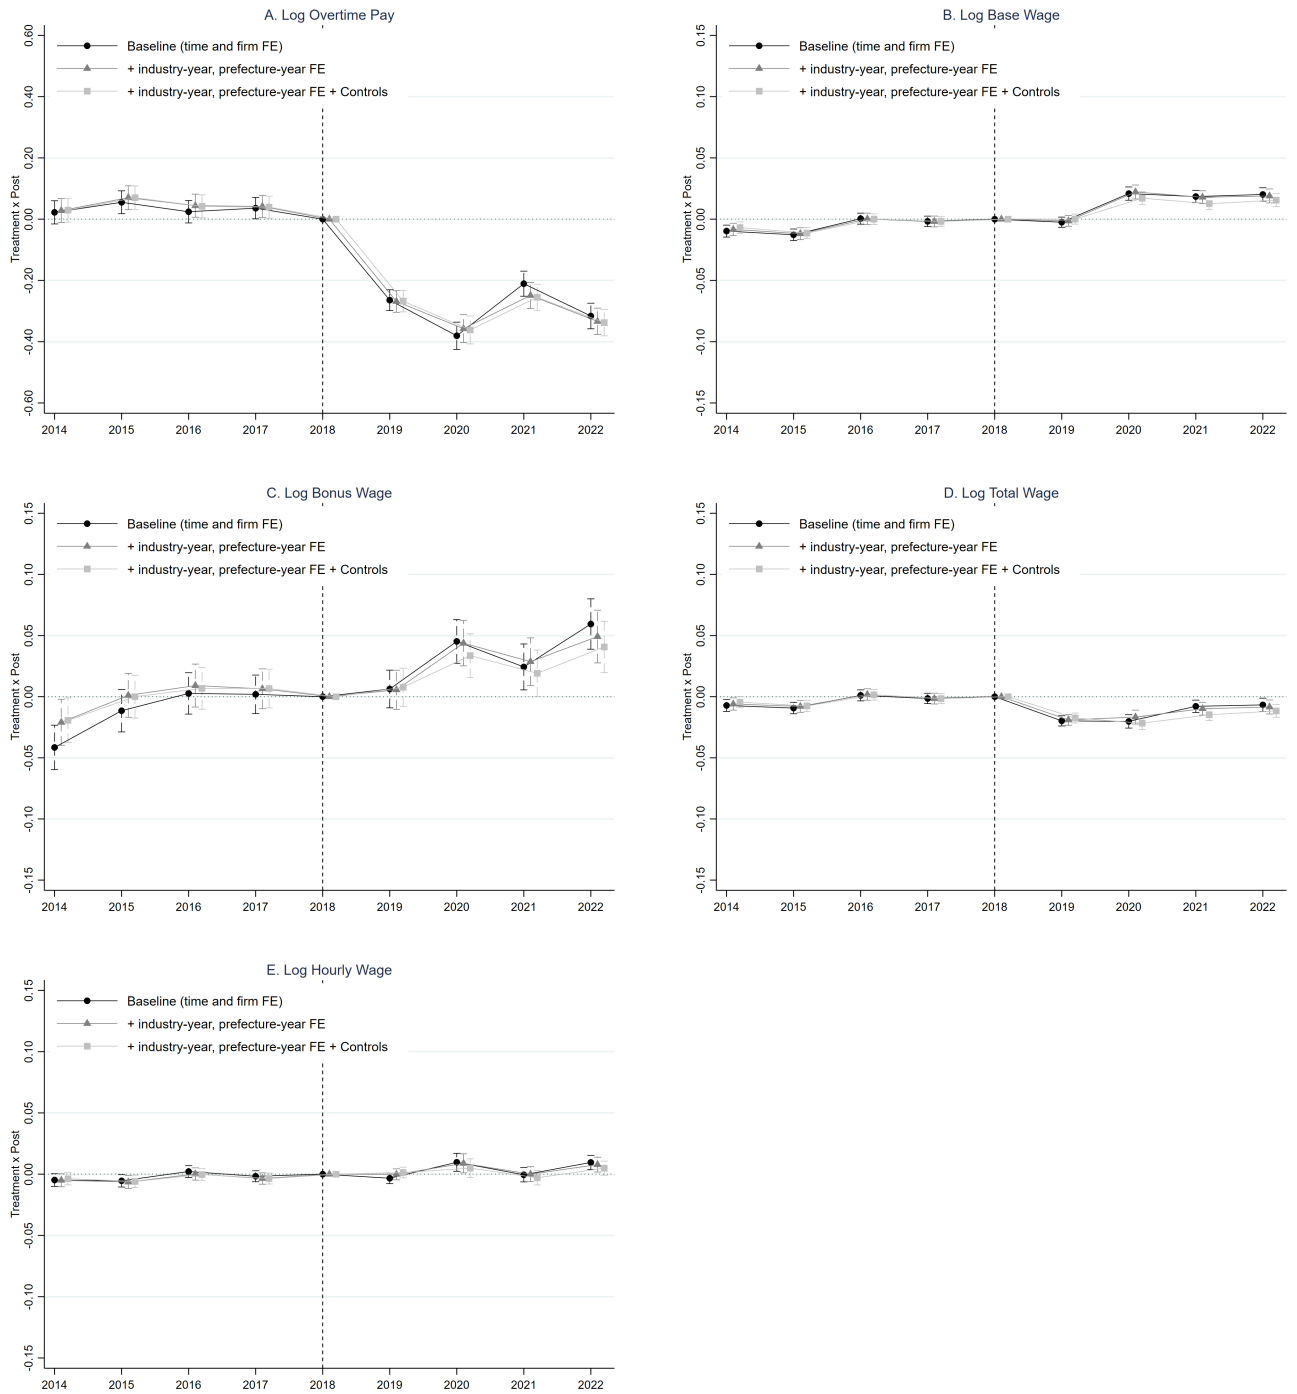 A. Log Overtime Pay
Baseline (time and firm FE)
+ industry-year, prefecture-year FE
+ industry-year, prefecture-year FE + Controls
Treatment x Post
0.60
0.40
0.20
0.00
-0.20
-0.40
-0.60
2014 2015 2016 2017 2018 2019 2020 2021 2022
B. Log Base Wage
Baseline (time and firm FE)
+ industry-year, prefecture-year FE
+ industry-year, prefecture-year FE + Controls
Treatment x Post
0.15
0.10
0.05
0.00
-0.05
-0.10
-0.15
2014 2015 2016 2017 2018 2019 2020 2021 2022
C. Log Bonus Wage
Baseline (time and firm FE)
+ industry-year, prefecture-year FE
+ industry-year, prefecture-year FE + Controls
Treatment x Post
0.15
0.10
0.05
0.00
-0.05
-0.10
-0.15
2014 2015 2016 2017 2018 2019 2020 2021 2022
D. Log Total Wage
Baseline (time and firm FE)
+ industry-year, prefecture-year FE
+ industry-year, prefecture-year FE + Controls
Treatment x Post
0.15
0.10
0.05
0.00
-0.05
-0.10
-0.15
2014 2015 2016 2017 2018 2019 2020 2021 2022
E. Log Hourly Wage
Baseline (time and firm FE)
+ industry-year, prefecture-year FE
+ industry-year, prefecture-year FE + Controls
Treatment x Post
0.15
0.10
0.05
0.00
-0.05
-0.10
-0.15
2014 2015 2016 2017 2018 2019 2020 2021 2022